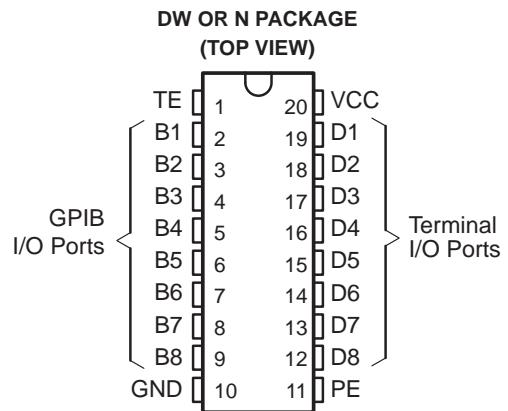 DW OR N PACKAGE
(TOP VIEW)
TE 1 20 VCC
B1 2 19 D1
B2 3 18 D2
B3 4 17 D3
B4 5 16 D4
B5 6 15 D5
B6 7 14 D6
B7 8 13 D7
B8 9 12 D8
GND 10 11 PE
GPIB
I/O Ports
Terminal
I/O Ports